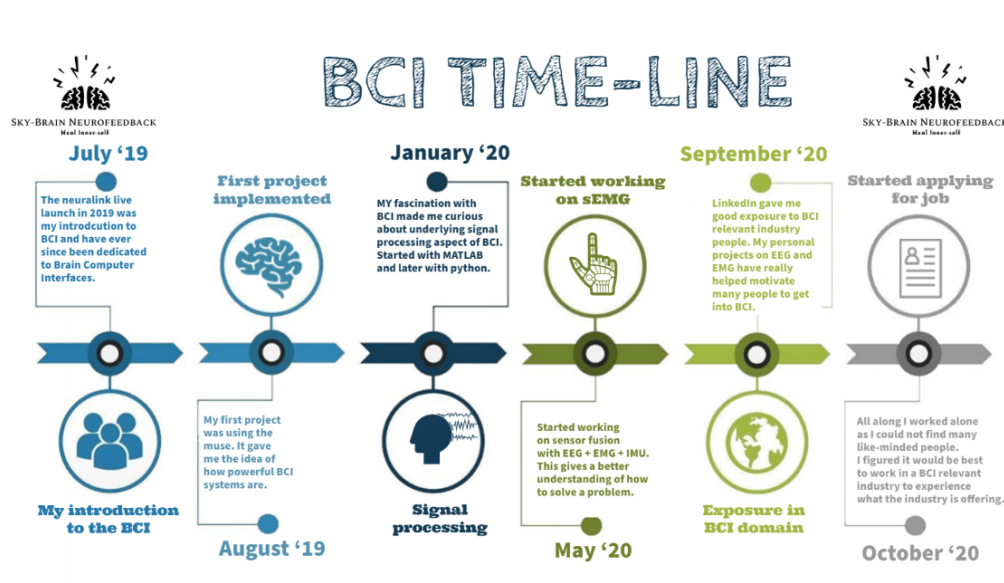 BCI TIME-LINE
SKY-BRAIN NEUROFEEDBACK
Heal Inner-self
SKY-BRAIN NEUROFEEDBACK
Heal Inner-self
July ‘19
The neuralink live
launch in 2019 was
my introdcution to
BCI and have ever
since been dedicated
to Brain Computer
Interfaces.
My introduction
to the BCI
First project
implemented
My first project
was using the
muse. It gave
me the idea of
how powerful BCI
systems are.
August ‘19
January ‘20
MY fascination with
BCI made me curious
about underlying signal
processing aspect of BCI.
Started with MATLAB
and later with python.
Signal
processing
Started working
on sEMG
Started working
on sensor fusion
with EEG + EMG + IMU.
This gives a better
understanding of how
to solve a problem.
May ‘20
September ‘20
LinkedIn gave me
good exposure to BCI
relevant industry
people. My personal
projects on EEG and
EMG have really
helped motivate
many people to get
into BCI.
Exposure in
BCI domain
Started applying
for job
All along I worked alone
as I could not find many
like-minded people.
I figured it would be best
to work in a BCI relevant
industry to experience
what the industry is offering.
October ‘20